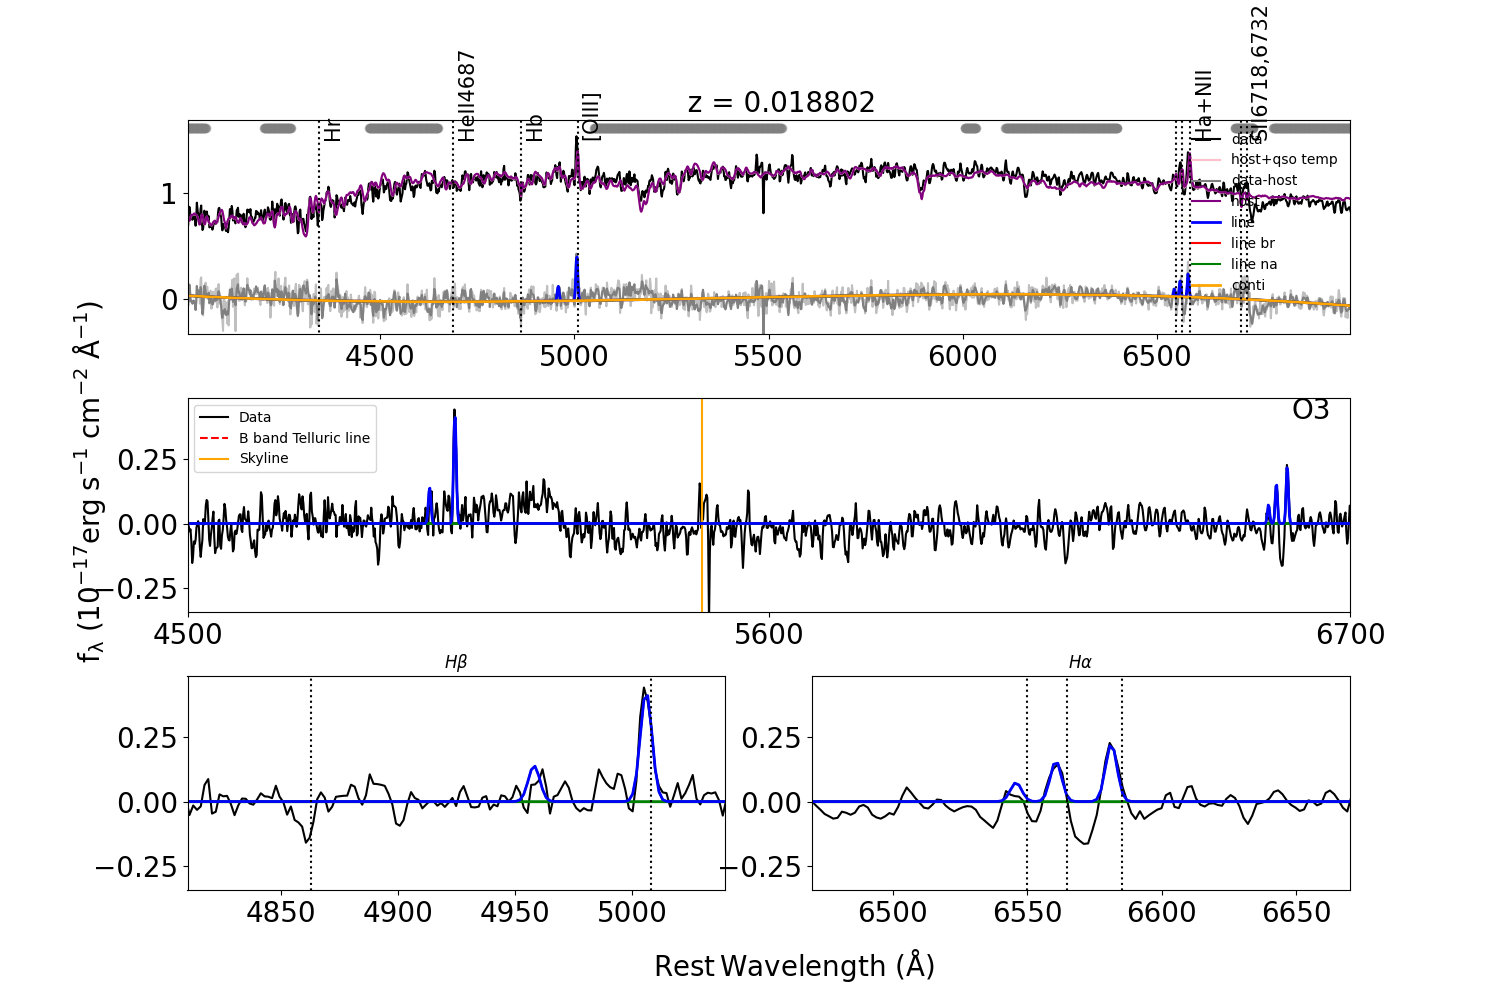 z = 0.018802
Hr
HeII4687
Hb
[OIII]
Ha+NII
SII6718,6732
data
host+qso temp
data-host
host
line
line br
line na
conti
1
0
4500 5000 5500 6000 6500
fλ (10⁻¹⁷erg s⁻¹ cm⁻² Å⁻¹)
O3
Data
B band Telluric line
Skyline
0.25
0.00
−0.25
4500 5600 6700
Hβ
0.25
0.00
−0.25
4850 4900 4950 5000
Hα
0.25
0.00
−0.25
6500 6550 6600 6650
Rest Wavelength (Å)